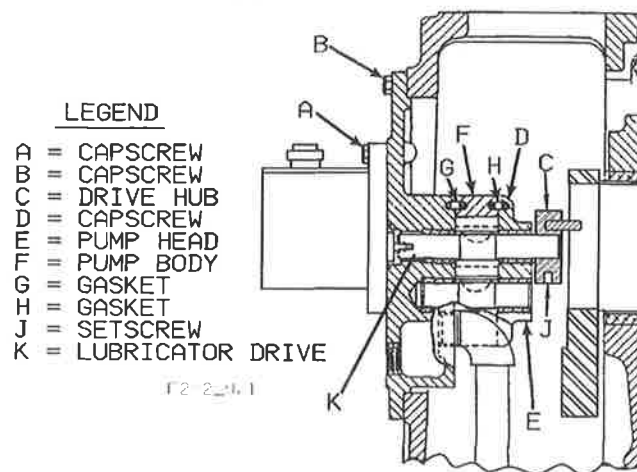 LEGEND
A = CAPSCREW
B = CAPSCREW
C = DRIVE HUB
D = CAPSCREW
E = PUMP HEAD
F = PUMP BODY
G = GASKET
H = GASKET
J = SETSCREW
K = LUBRICATOR DRIVE
B
A
F
D
G
H
C
J
K
E